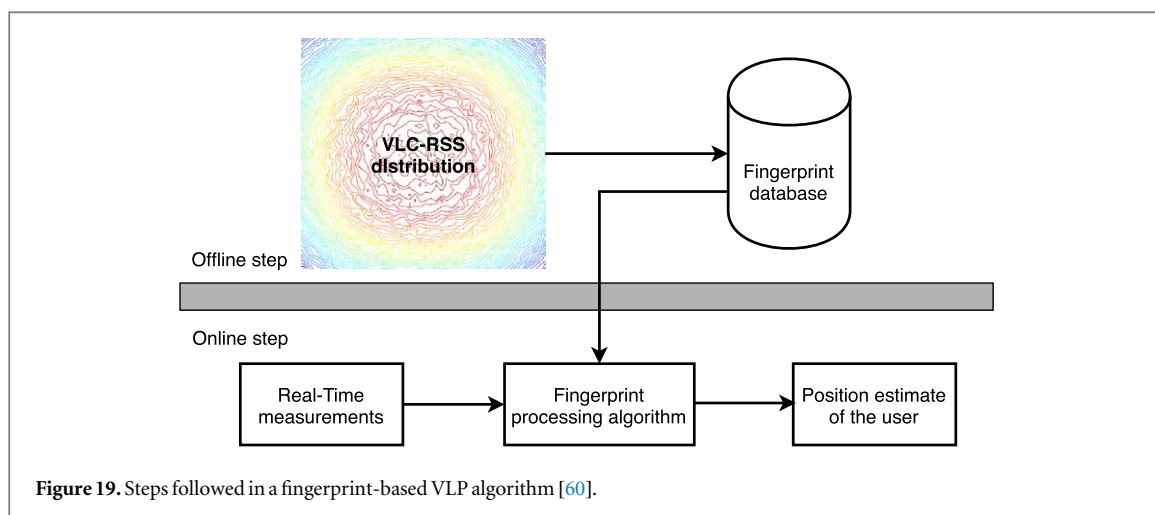 VLC-RSS
distribution
Fingerprint
database
Offline step
Online step
Real-Time
measurements
Fingerprint
processing algorithm
Position estimate
of the user
Figure 19. Steps followed in a fingerprint-based VLP algorithm [60].